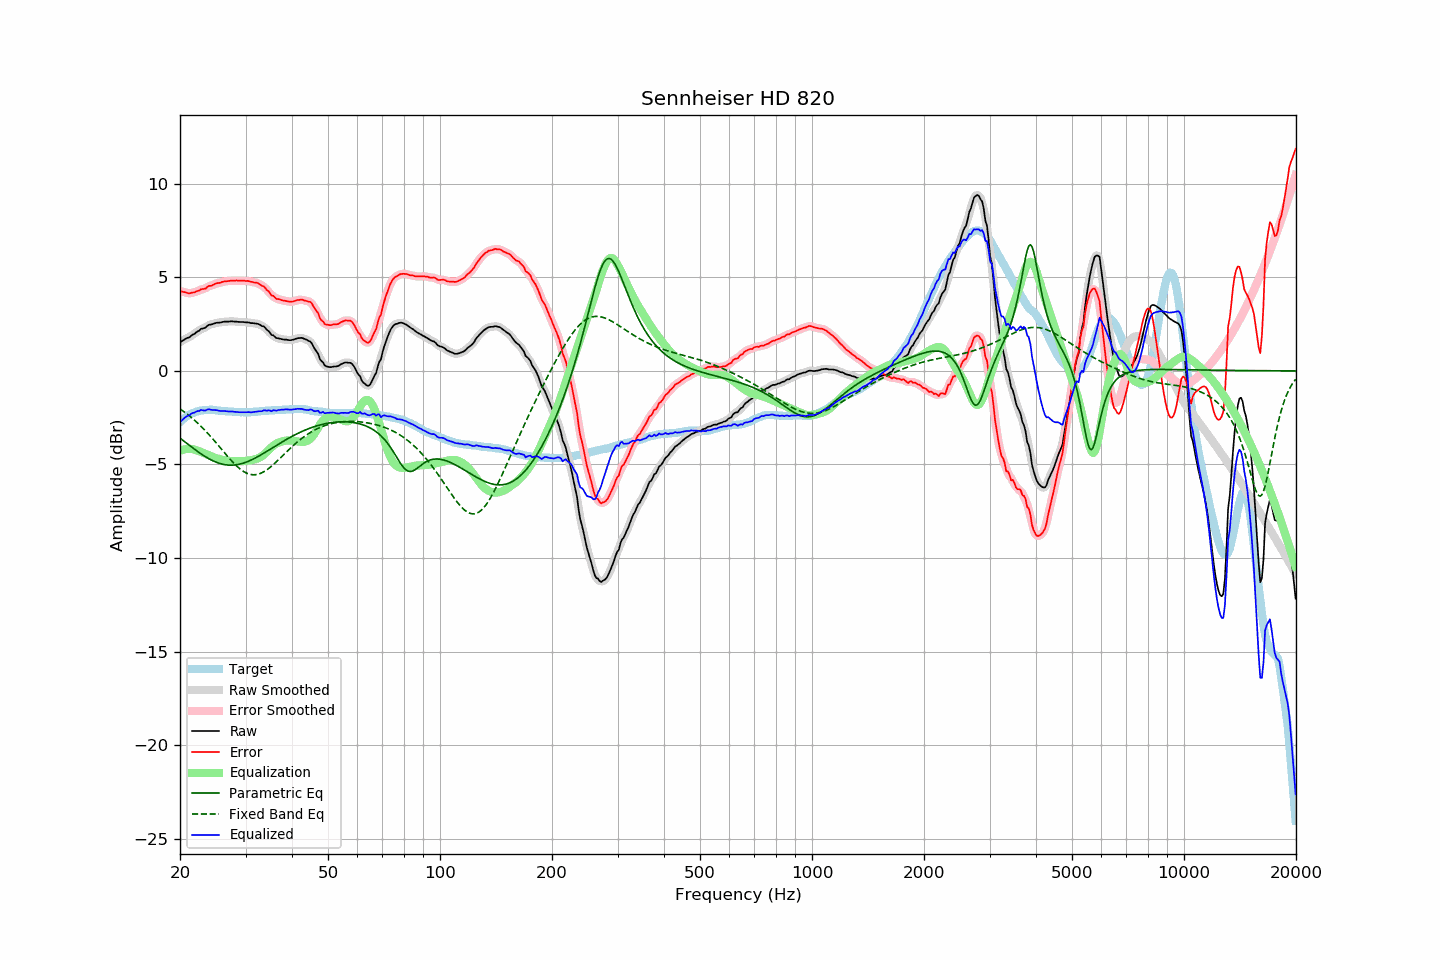 Sennheiser HD 820
Amplitude (dBr)
10
5
0
−5
−10
−15
−20
−25
Target
Raw Smoothed
Error Smoothed
Raw
Error
Equalization
Parametric Eq
Fixed Band Eq
Equalized
20 50 100 200 500 1000 2000 5000 10000 20000
Frequency (Hz)